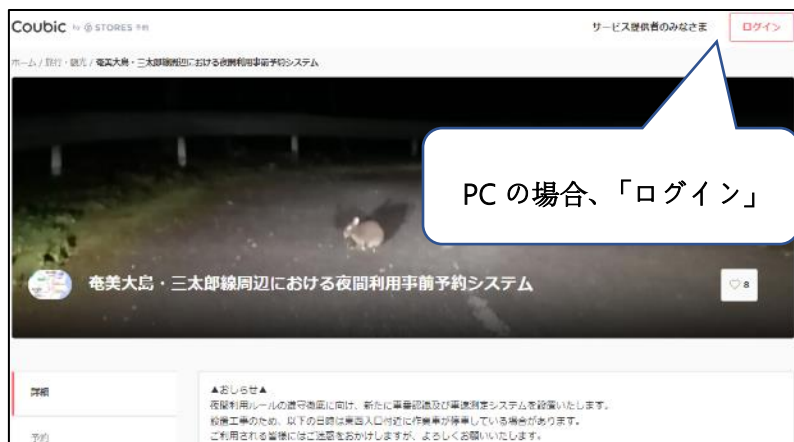 Coubic by STORES 予約
サービス提供者のみなさま
ログイン
ホーム / 旅行・観光 / 奄美大島・三太郎線周辺における夜間利用事前予約システム
PC の場合、「ログイン」
奄美大島・三太郎線周辺における夜間利用事前予約システム
♡ 8
詳細
予約
▲おしらせ▲
夜間利用ルールの遵守徹底に向け、新たに車番認識及び車速測定システムを設置いたします。
設置工事のため、以下の日時は東西入口付近に作業車が停車している場合があります。
ご利用される皆様にはご迷惑をおかけしますが、よろしくお願いいたします。